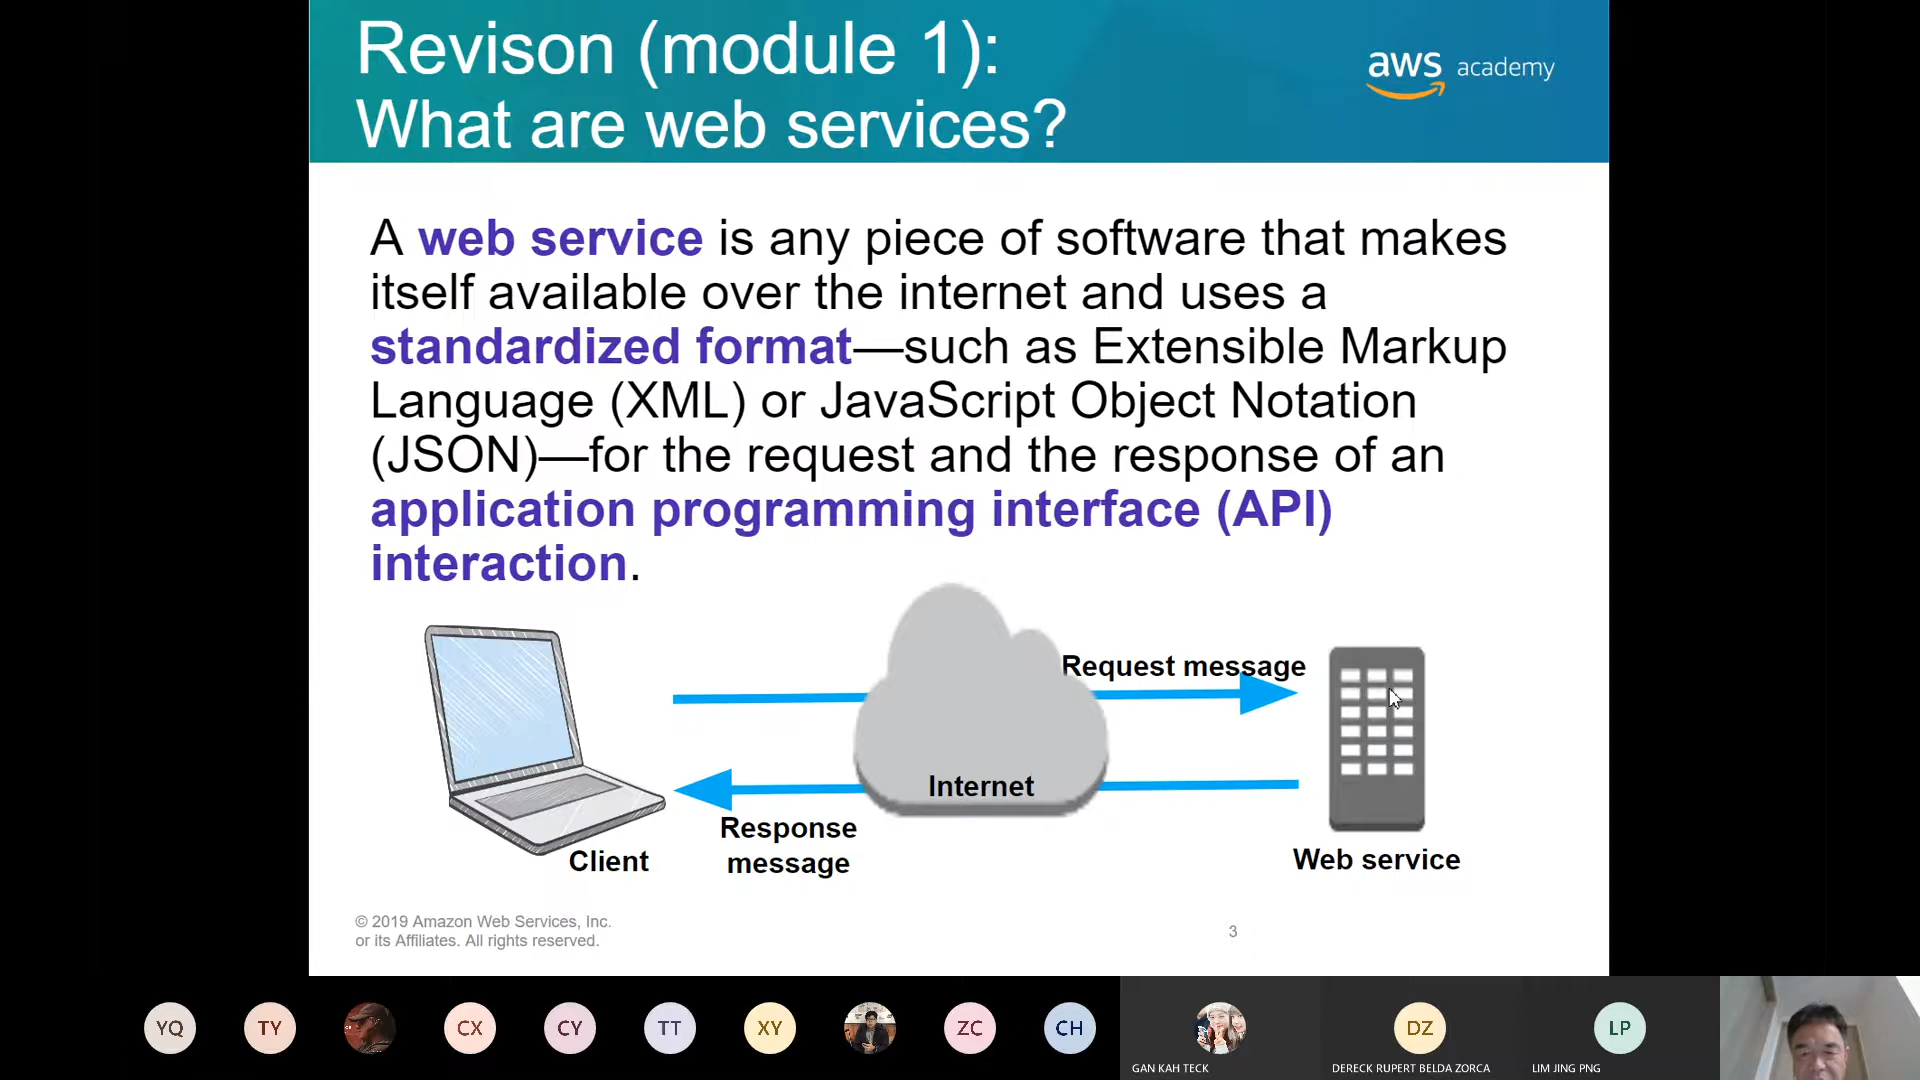 Revison (module 1):
What are web services?
aws academy
A web service is any piece of software that makes
itself available over the internet and uses a
standardized format—such as Extensible Markup
Language (XML) or JavaScript Object Notation
(JSON)—for the request and the response of an
application programming interface (API)
interaction.
Request message
Internet
Response
message
Client
Web service
© 2019 Amazon Web Services, Inc.
or its Affiliates. All rights reserved.
3
YQ
TY
CX
CY
TT
XY
ZC
CH
DZ
LP
GAN KAH TECK
DERECK RUPERT BELDA ZORCA
LIM JING PNG